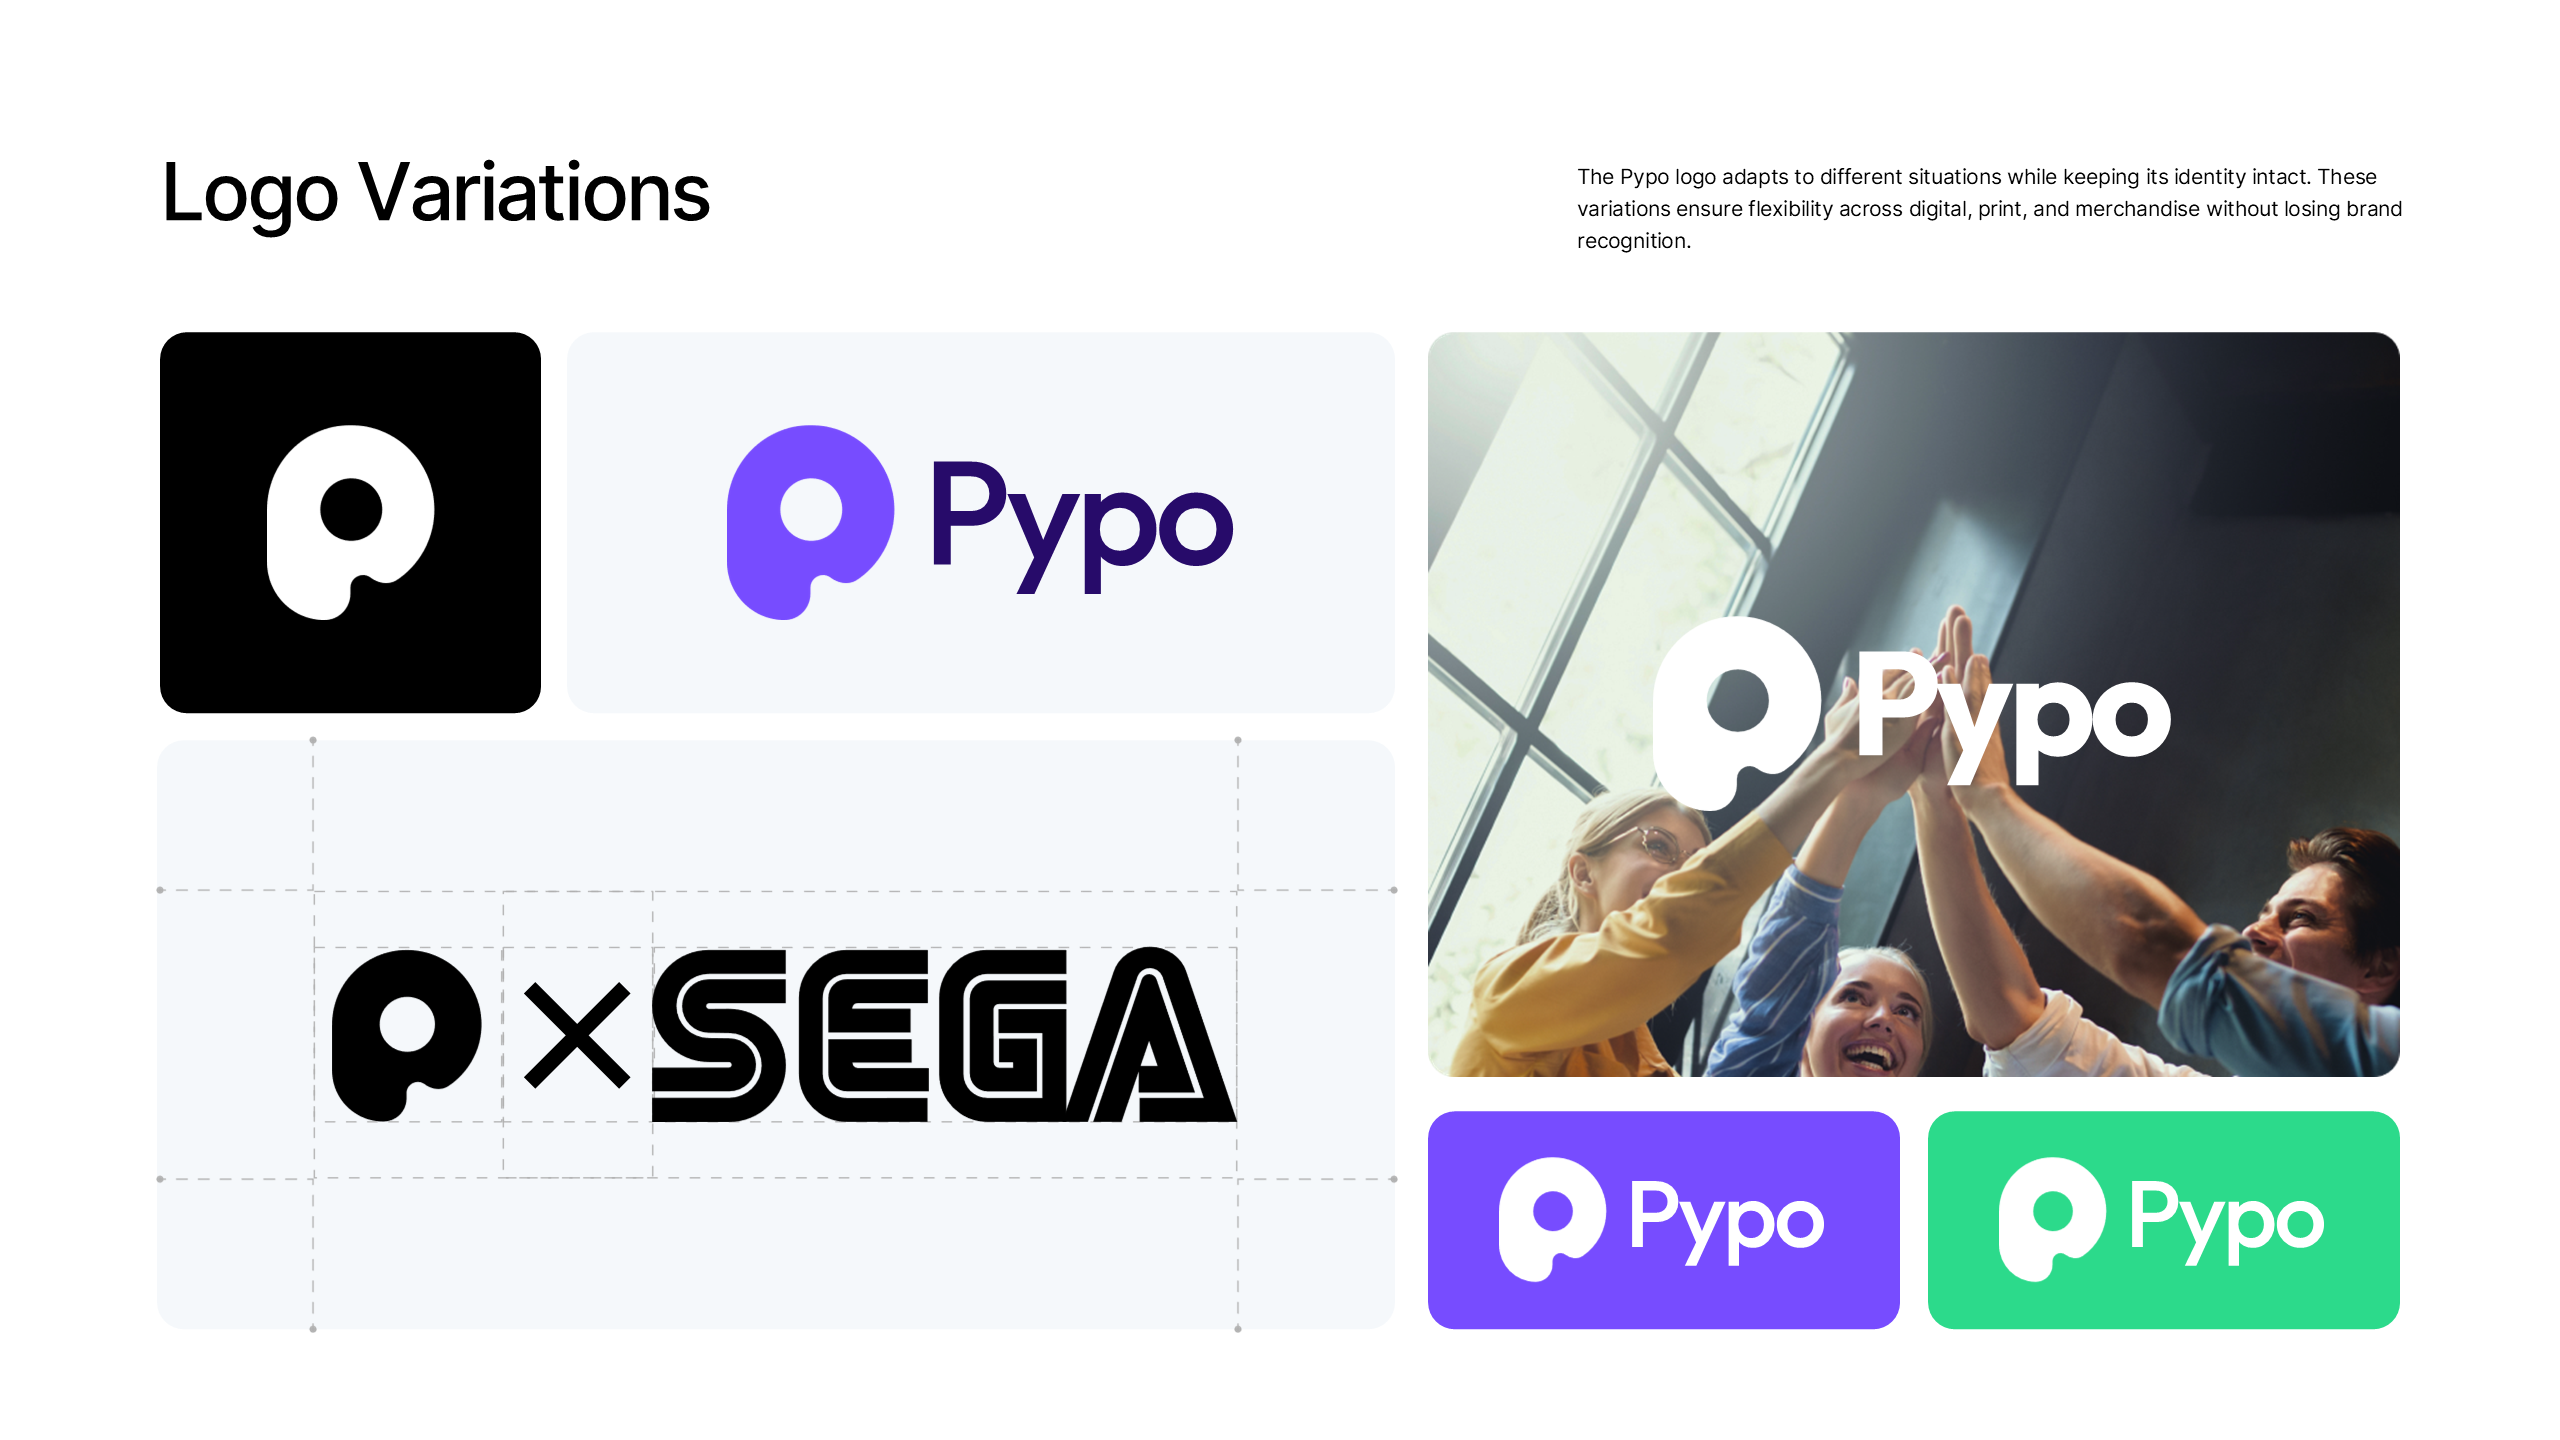 Logo Variations
The Pypo logo adapts to different situations while keeping its identity intact. These
variations ensure flexibility across digital, print, and merchandise without losing brand
recognition.
Pypo
Pypo
SEGA
Pypo
Pypo